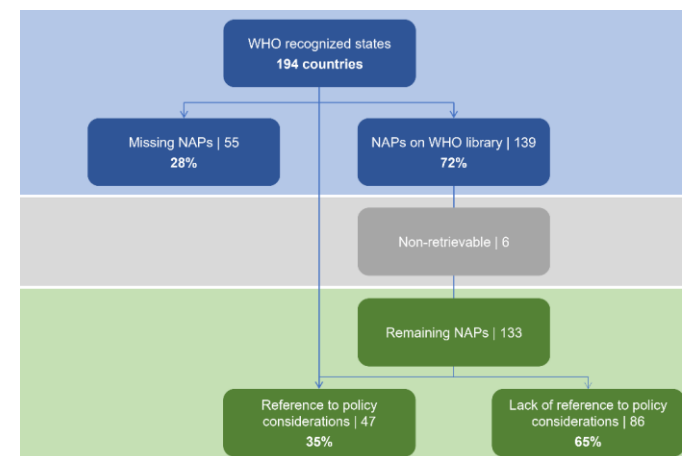 WHO recognized states
194 countries
Missing NAPs | 55
28%
NAPs on WHO library | 139
72%
Non-retrievable | 6
Remaining NAPs | 133
Reference to policy
considerations | 47
35%
Lack of reference to policy
considerations | 86
65%